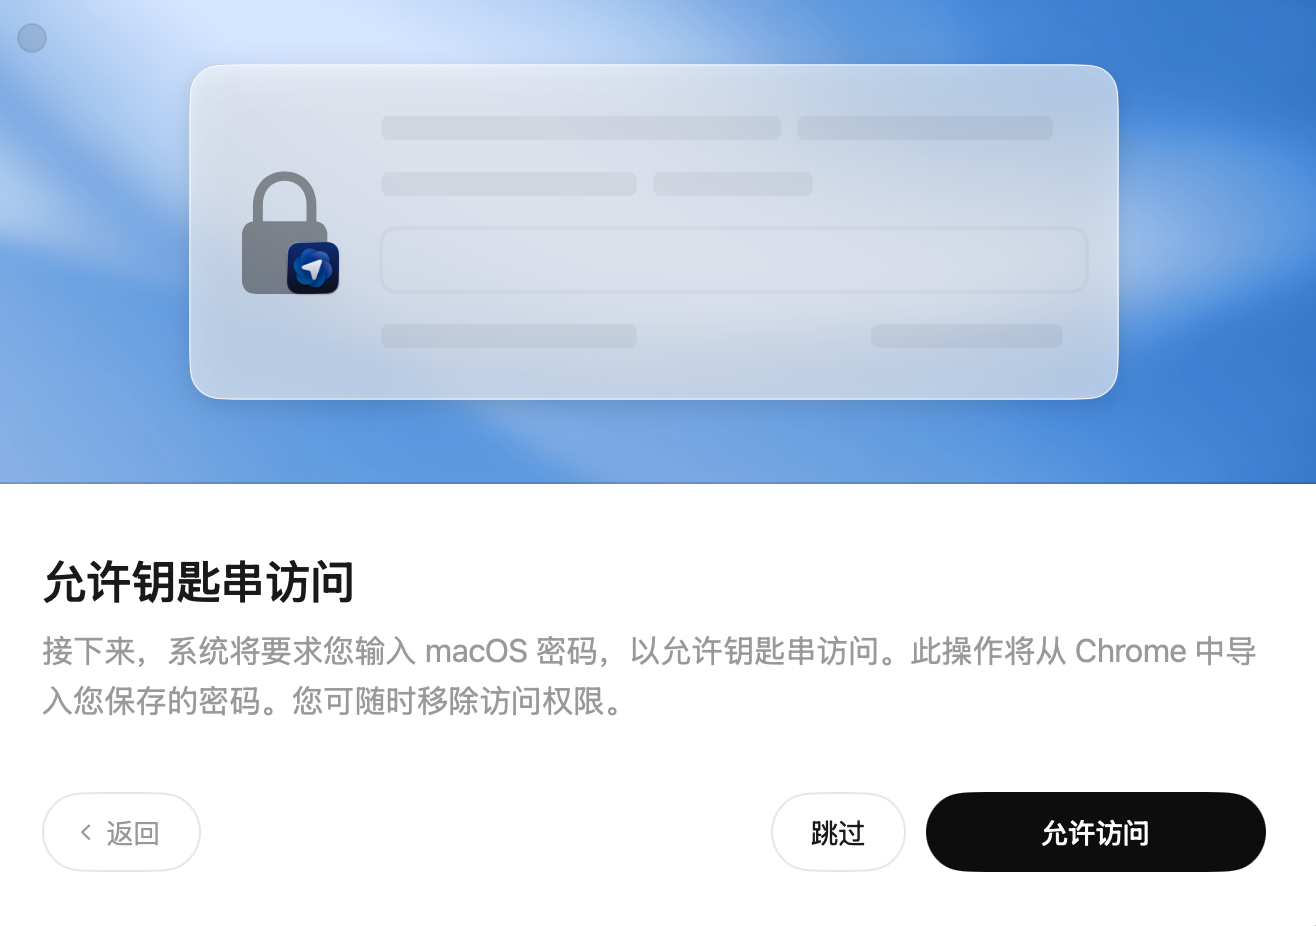 允许钥匙串访问
接下来，系统将要求您输入 macOS 密码，以允许钥匙串访问。此操作将从 Chrome 中导
入您保存的密码。您可随时移除访问权限。
返回
跳过
允许访问